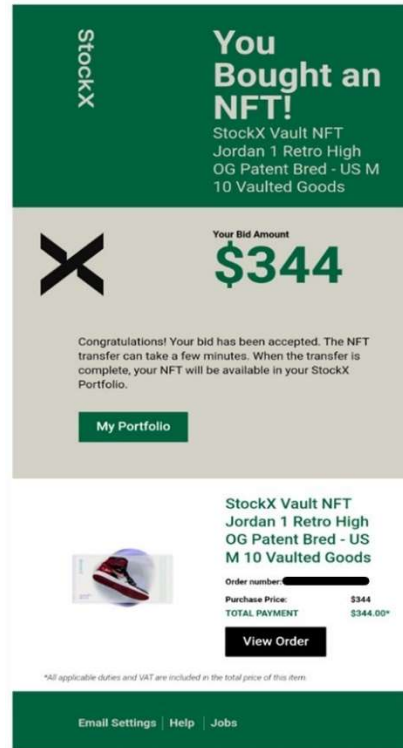 StockX
You
Bought an
NFT!
StockX Vault NFT
Jordan 1 Retro High
OG Patent Bred - US M
10 Vaulted Goods
Your Bid Amount
$344
Congratulations! Your bid has been accepted. The NFT
transfer can take a few minutes. When the transfer is
complete, your NFT will be available in your StockX
Portfolio.
My Portfolio
StockX Vault NFT
Jordan 1 Retro High
OG Patent Bred - US
M 10 Vaulted Goods
Order number:
Purchase Price: $344
TOTAL PAYMENT $344.00*
View Order
*All applicable duties and VAT are included in the total price of this item.
Email Settings | Help | Jobs